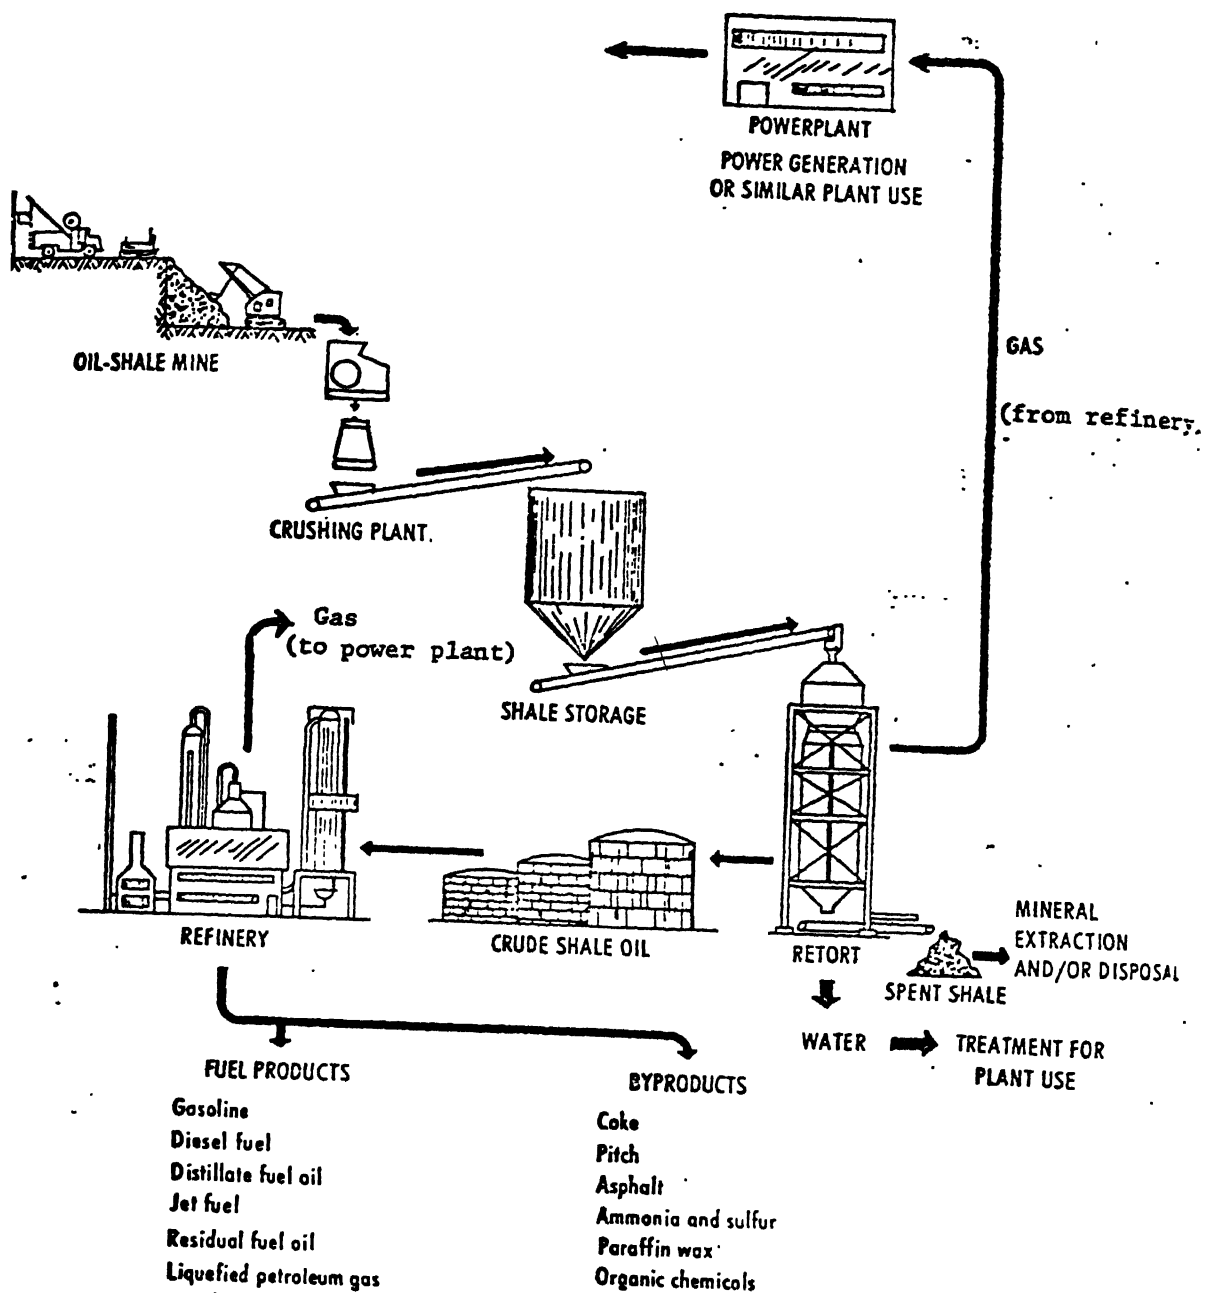 POWERPLANT
POWER GENERATION
OR SIMILAR PLANT USE
OIL-SHALE MINE
GAS
(from refinery
CRUSHING PLANT.
Gas
(to power plant)
SHALE STORAGE
REFINERY
CRUDE SHALE OIL
RETORT
MINERAL
EXTRACTION
AND/OR DISPOSAL
SPENT SHALE
WATER
TREATMENT FOR
PLANT USE
FUEL PRODUCTS
Gasoline
Diesel fuel
Distillate fuel oil
Jet fuel
Residual fuel oil
Liquefied petroleum gas
BYPRODUCTS
Coke
Pitch
Asphalt
Ammonia and sulfur
Paraffin wax
Organic chemicals